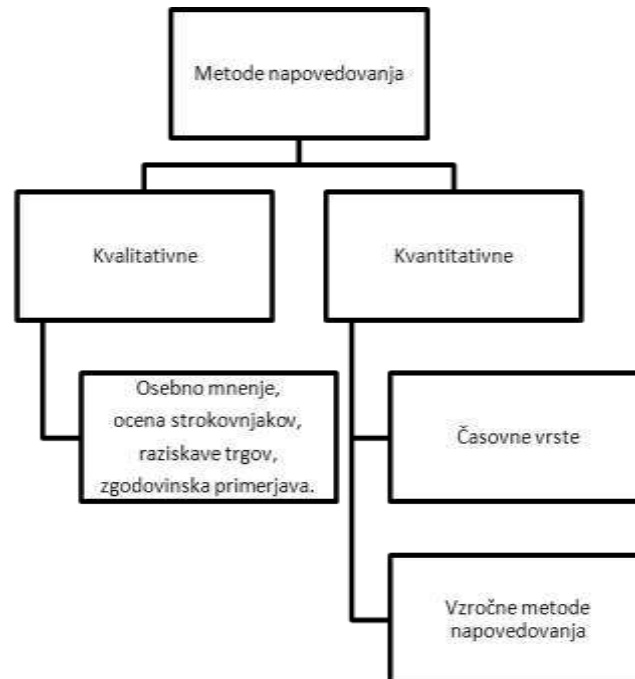 Metode napovedovanja
Kvalitativne
Kvantitativne
Osebno mnenje,
ocena strokovnjakov,
raziskave trgov,
zgodovinska primerjava.
Časovne vrste
Vzročne metode
napovedovanja